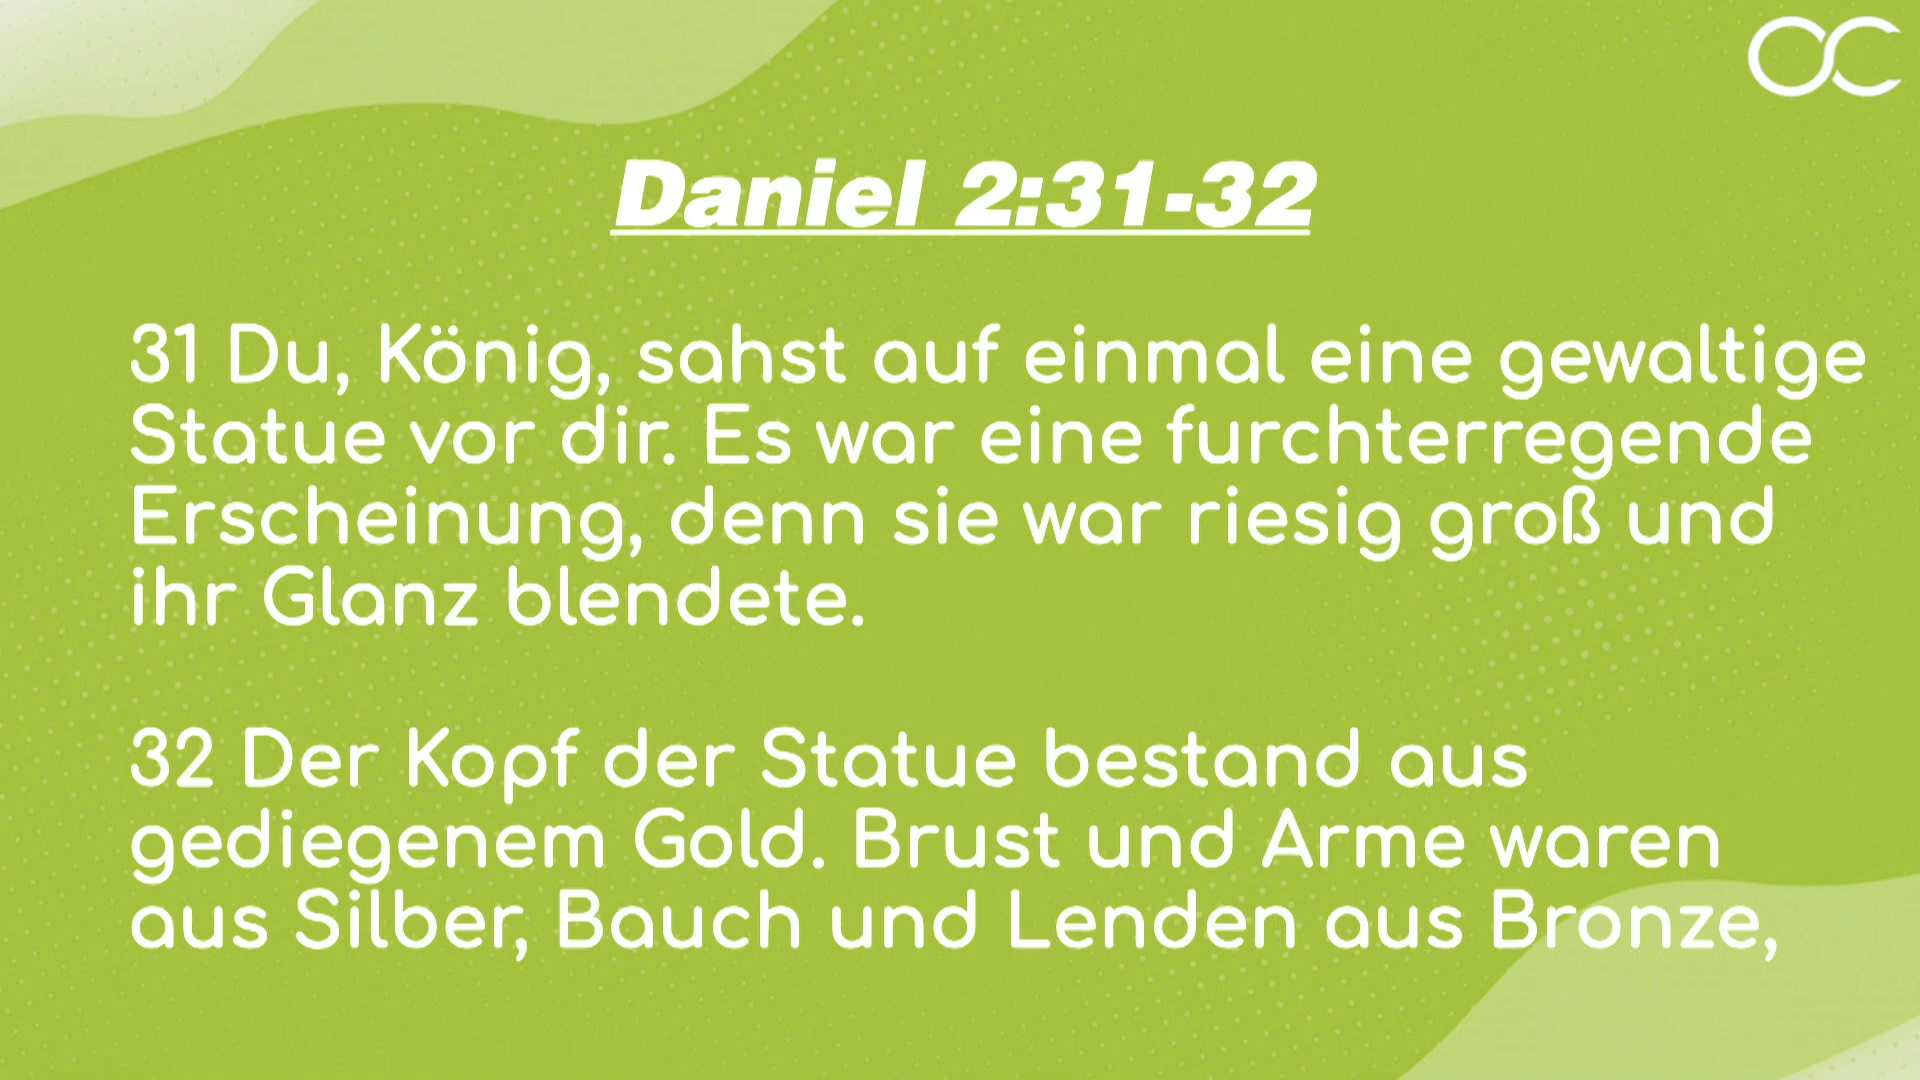 OC
Daniel 2:31-32
31 Du, König, sahst auf einmal eine gewaltige
Statue vor dir. Es war eine furchterregende
Erscheinung, denn sie war riesig groß und
ihr Glanz blendete.
32 Der Kopf der Statue bestand aus
gediegenem Gold. Brust und Arme waren
aus Silber, Bauch und Lenden aus Bronze,